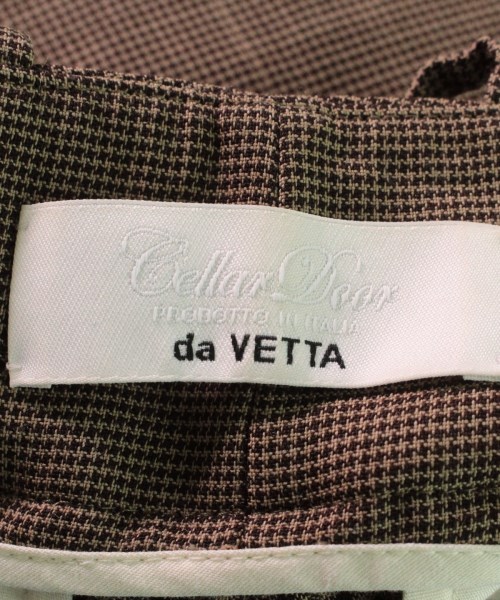 Cellar Door
PRODOTTO IN ITALIA
da VETTA